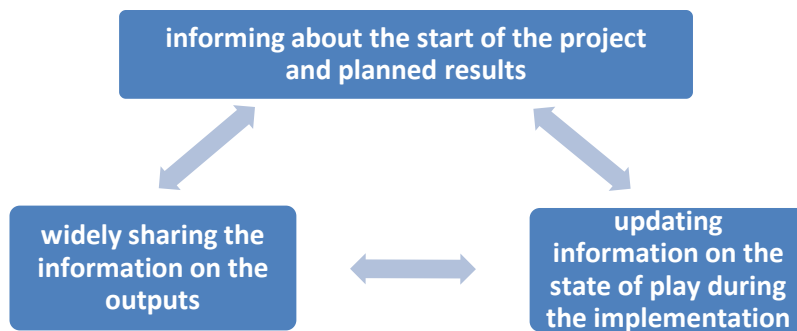 informing about the start of the project
and planned results
widely sharing the
information on the
outputs
updating
information on the
state of play during
the implementation